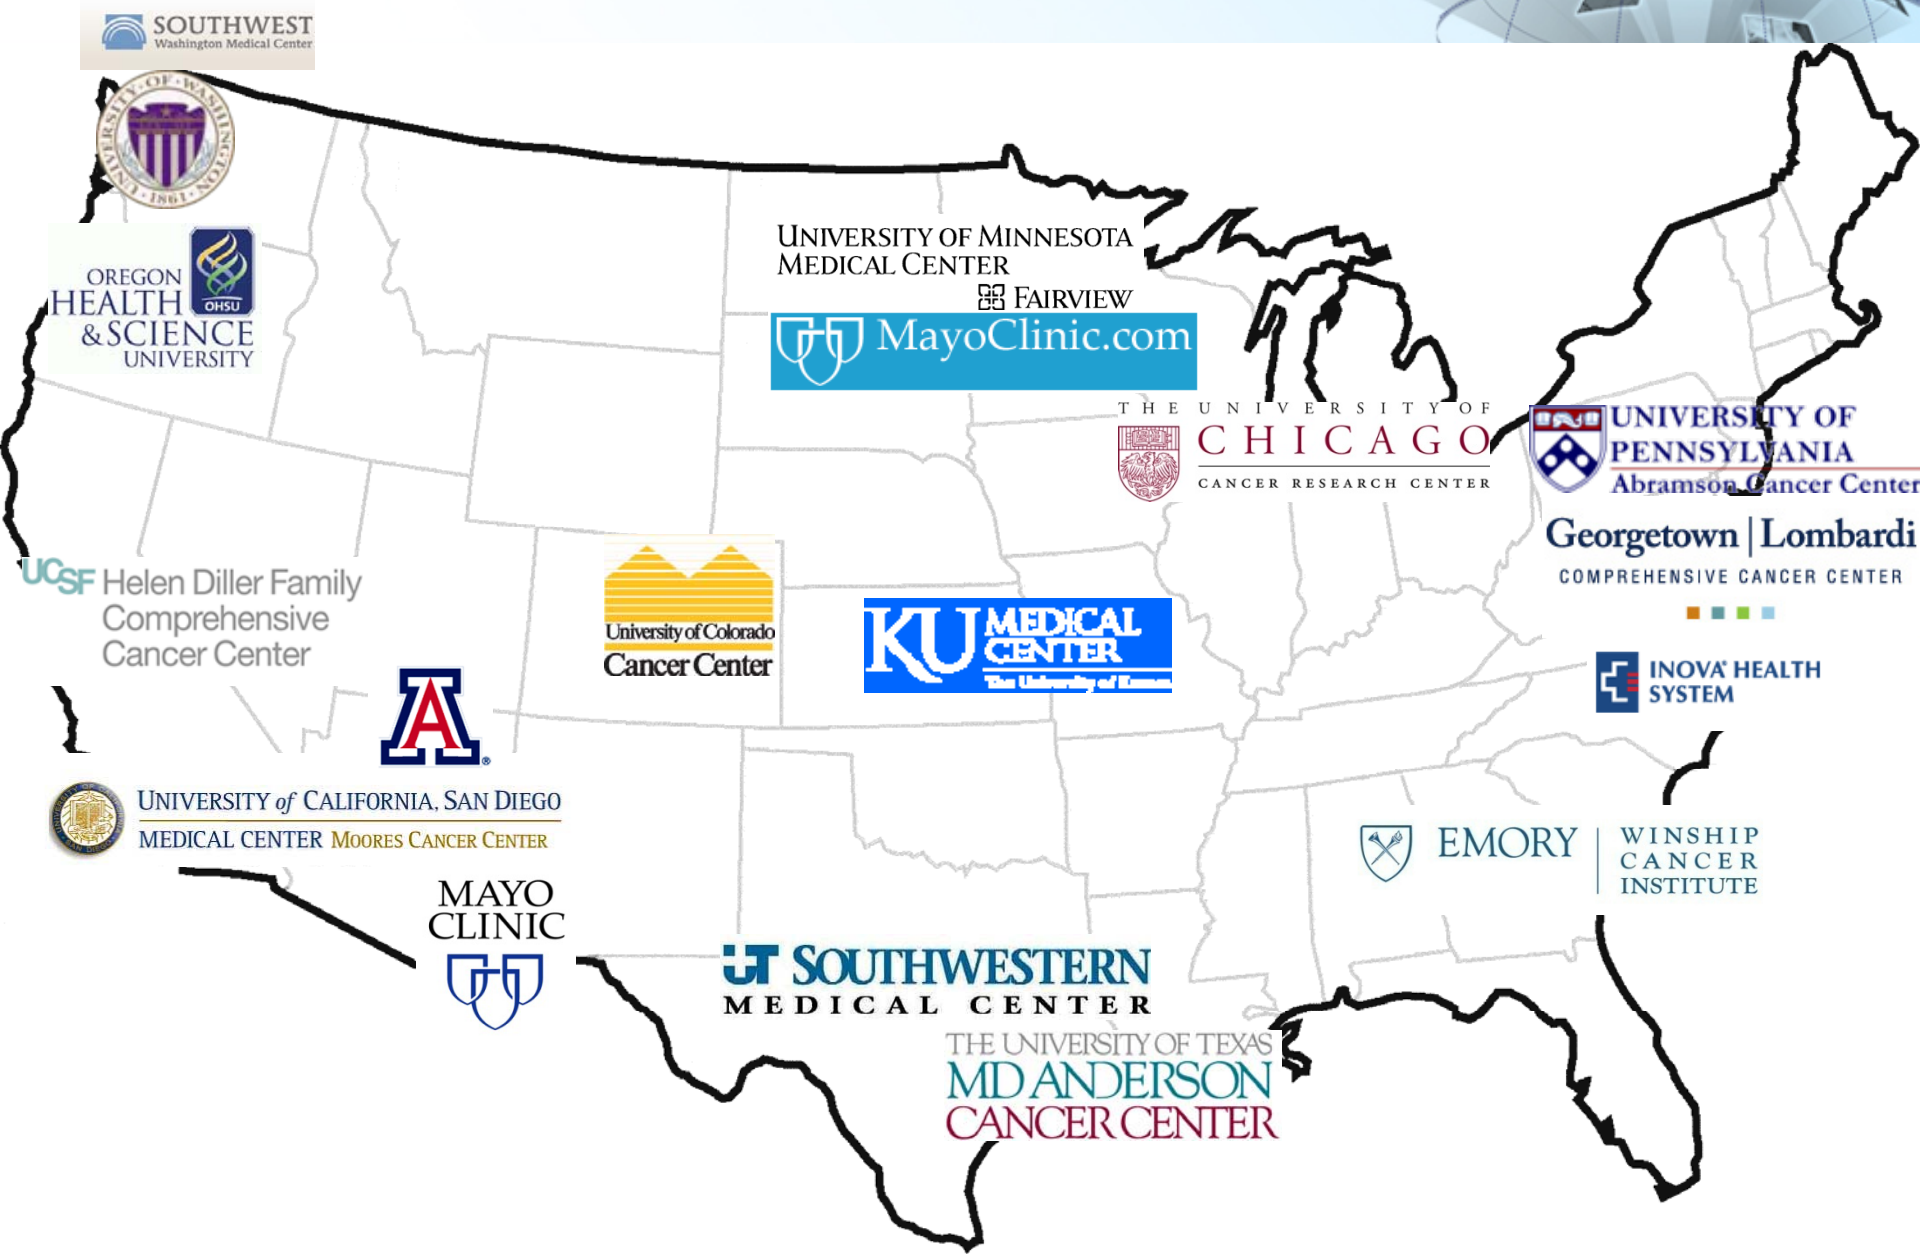 SOUTHWEST
Washington Medical Center
UNIVERSITY OF WASHINGTON
1861
OREGON
HEALTH
& SCIENCE
UNIVERSITY
OHSU
UNIVERSITY OF MINNESOTA
MEDICAL CENTER
FAIRVIEW
MayoClinic.com
THE UNIVERSITY OF
CHICAGO
CANCER RESEARCH CENTER
UNIVERSITY OF
PENNSYLVANIA
Abramson Cancer Center
Georgetown | Lombardi
COMPREHENSIVE CANCER CENTER
UCSF Helen Diller Family
Comprehensive
Cancer Center
University of Colorado
Cancer Center
KU MEDICAL
CENTER
The University of Kansas
INOVA® HEALTH
SYSTEM
A®
UNIVERSITY of CALIFORNIA, SAN DIEGO
MEDICAL CENTER MOORES CANCER CENTER
EMORY
WINSHIP
CANCER
INSTITUTE
MAYO
CLINIC
UT SOUTHWESTERN
MEDICAL CENTER
THE UNIVERSITY OF TEXAS
MD ANDERSON
CANCER CENTER